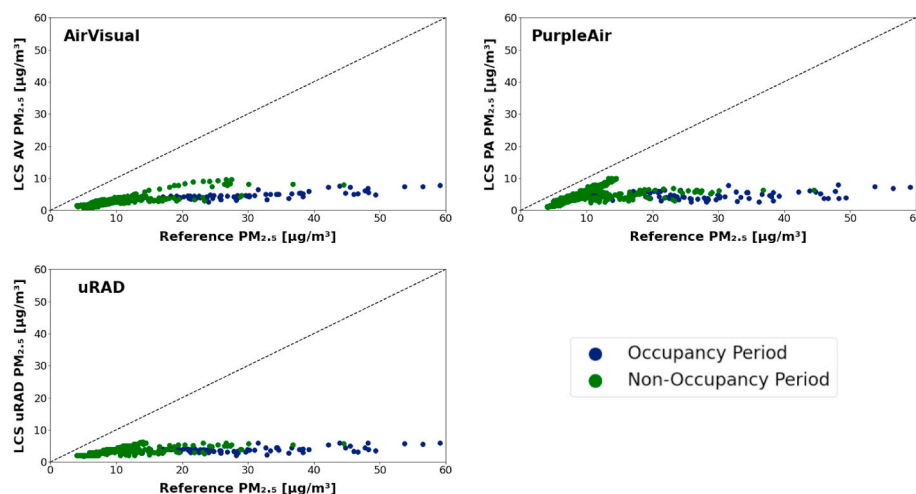 AirVisual
LCS AV PM₂.₅ [µg/m³]
60
50
40
30
20
10
0
0 10 20 30 40 50 60
Reference PM₂.₅ [µg/m³]
PurpleAir
LCS PA PM₂.₅ [µg/m³]
60
50
40
30
20
10
0
0 10 20 30 40 50 60
Reference PM₂.₅ [µg/m³]
uRAD
LCS uRAD PM₂.₅ [µg/m³]
60
50
40
30
20
10
0
0 10 20 30 40 50 60
Reference PM₂.₅ [µg/m³]
Occupancy Period
Non-Occupancy Period